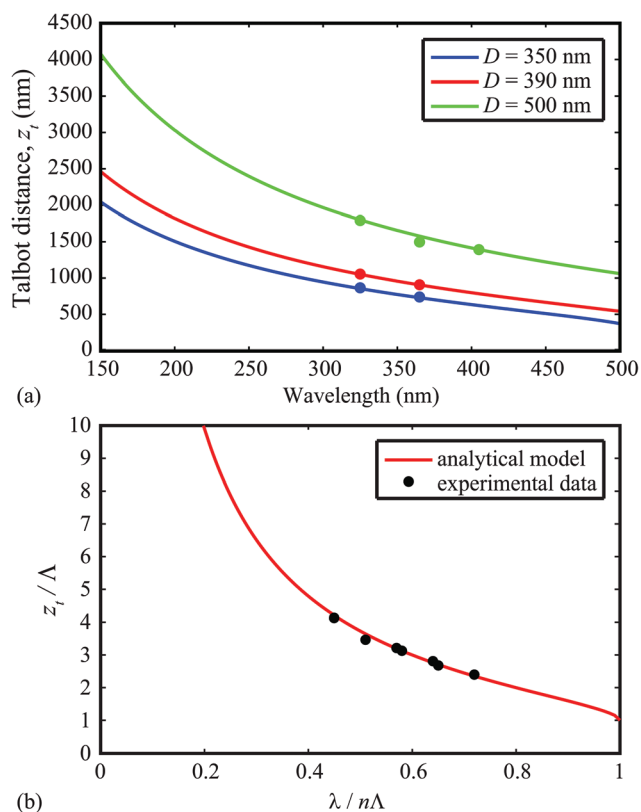 4500
4000
3500
3000
2500
2000
1500
1000
500
0
Talbot distance, zₜ (nm)
D = 350 nm
D = 390 nm
D = 500 nm
150 200 250 300 350 400 450 500
Wavelength (nm)
(a)
10
9
8
7
6
5
4
3
2
1
0
zₜ / Λ
analytical model
experimental data
0 0.2 0.4 0.6 0.8 1
λ / nΛ
(b)